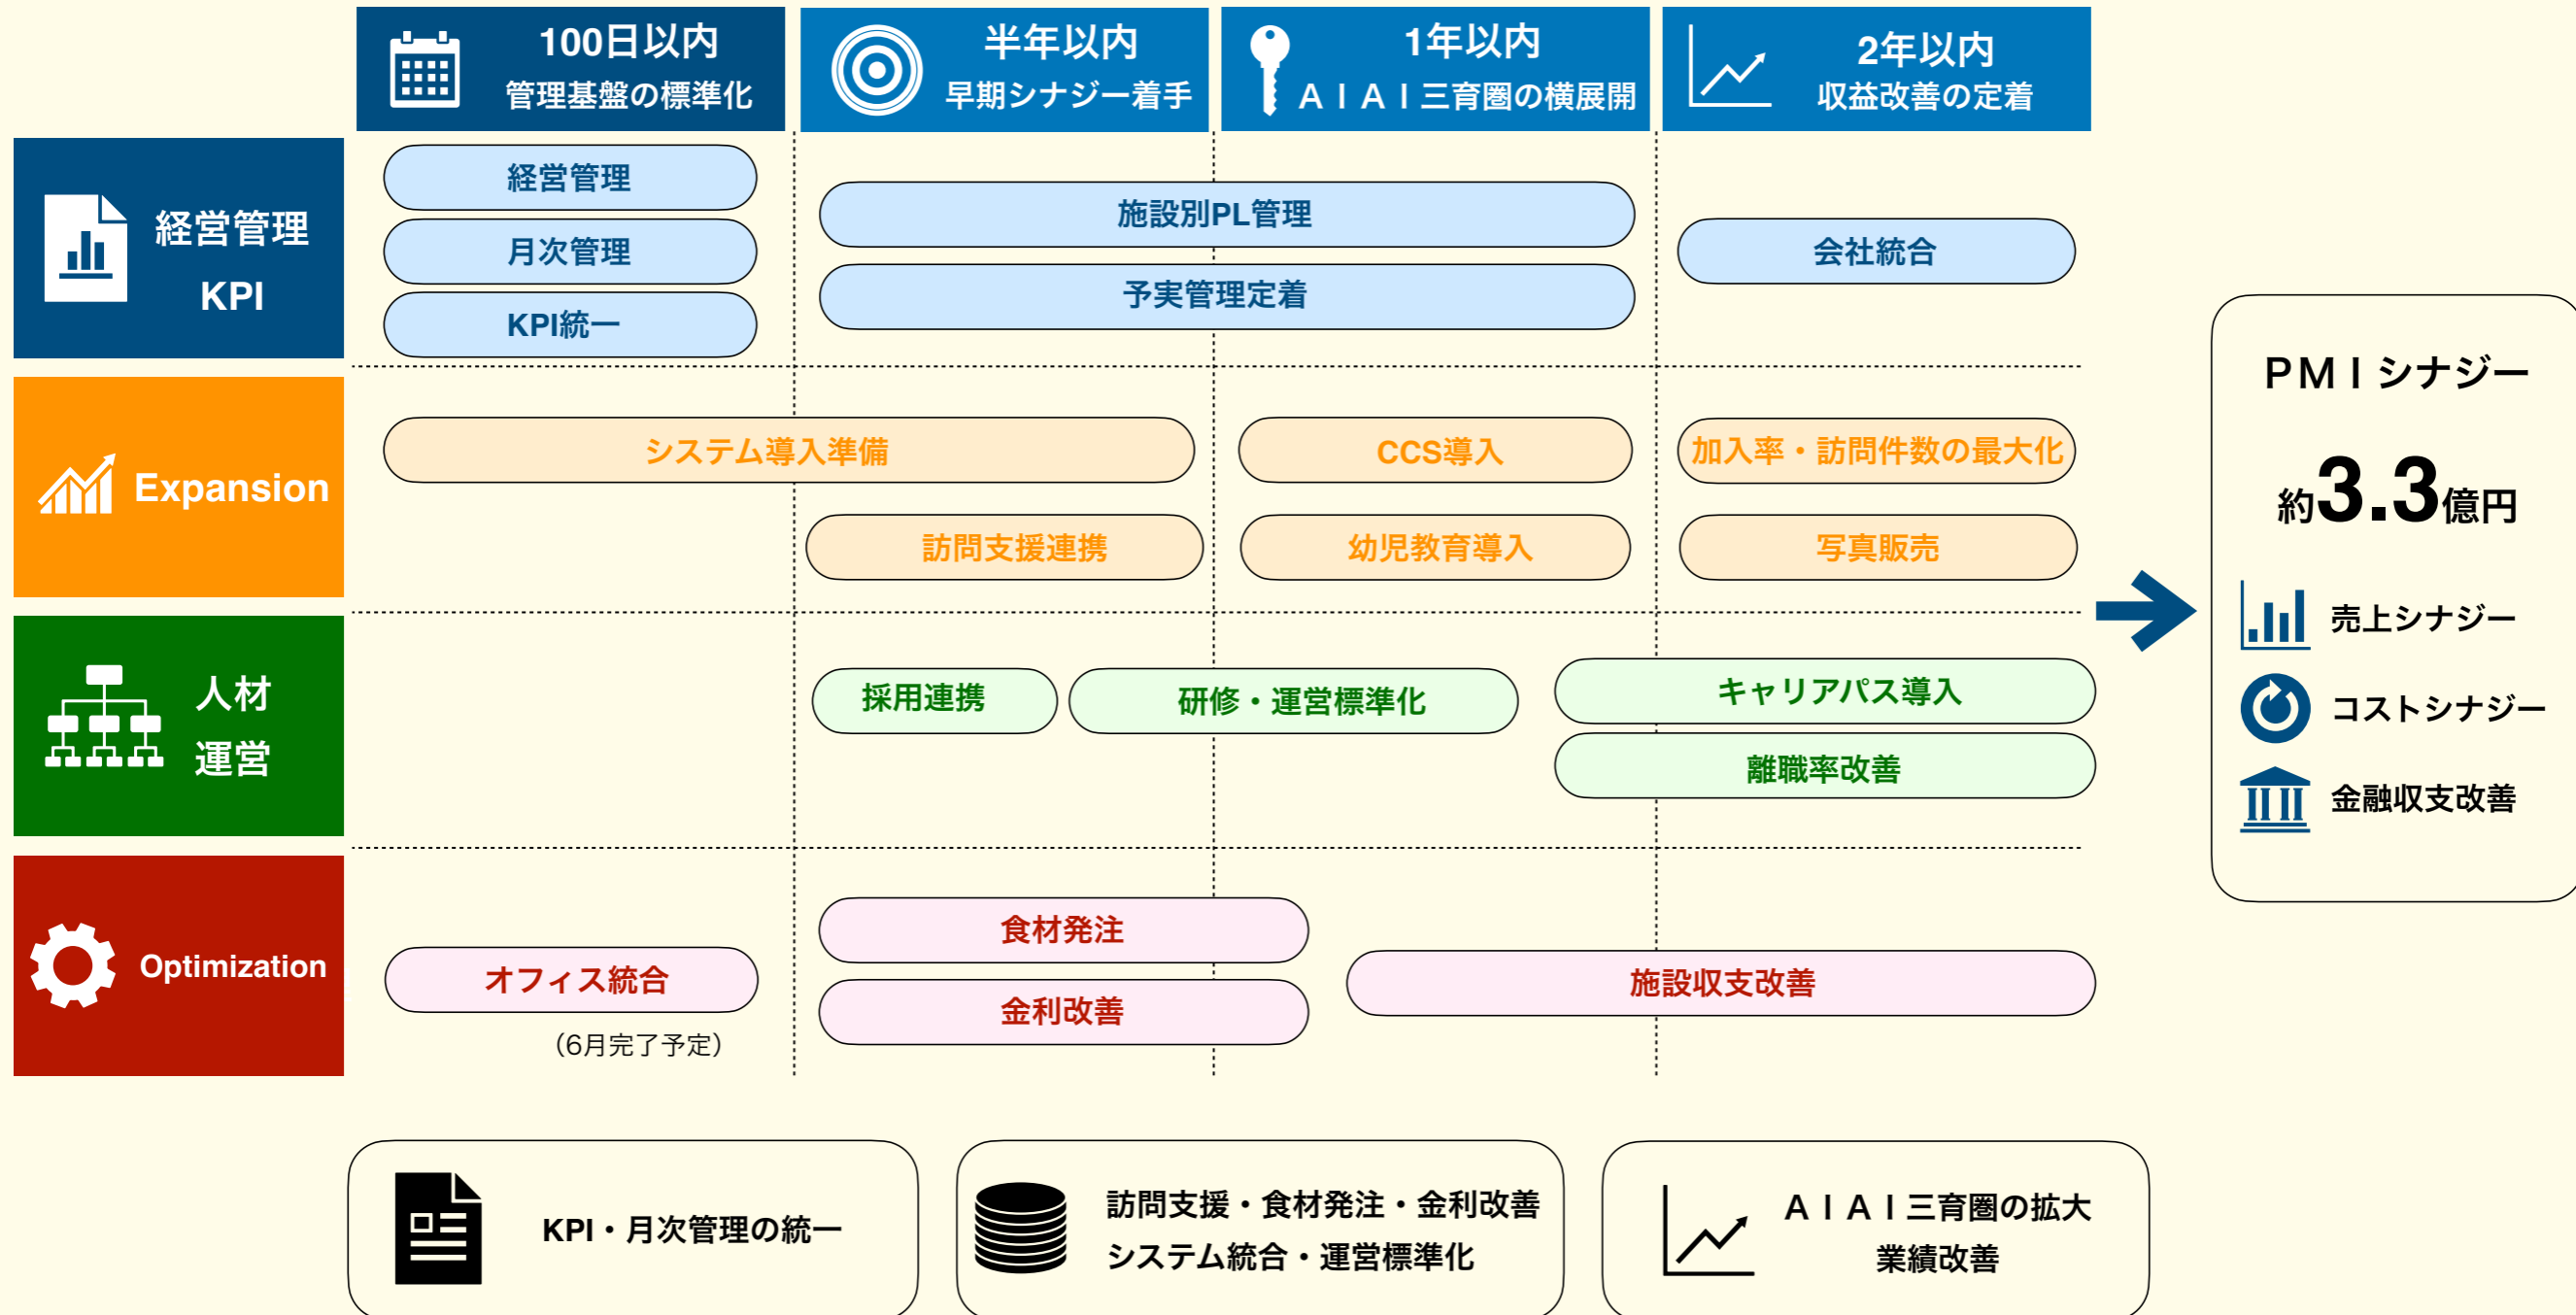 100日以内
管理基盤の標準化
半年以内
早期シナジー着手
1年以内
ＡＩＡＩ三育圏の横展開
2年以内
収益改善の定着
経営管理
KPI
経営管理
月次管理
KPI統一
施設別PL管理
予実管理定着
会社統合
Expansion
システム導入準備
CCS導入
加入率・訪問件数の最大化
訪問支援連携
幼児教育導入
写真販売
人材
運営
採用連携
研修・運営標準化
キャリアパス導入
離職率改善
Optimization
オフィス統合
（6月完了予定）
食材発注
金利改善
施設収支改善
ＰＭＩシナジー
約3.3億円
売上シナジー
コストシナジー
金融収支改善
KPI・月次管理の統一
訪問支援・食材発注・金利改善
システム統合・運営標準化
ＡＩＡＩ三育圏の拡大
業績改善